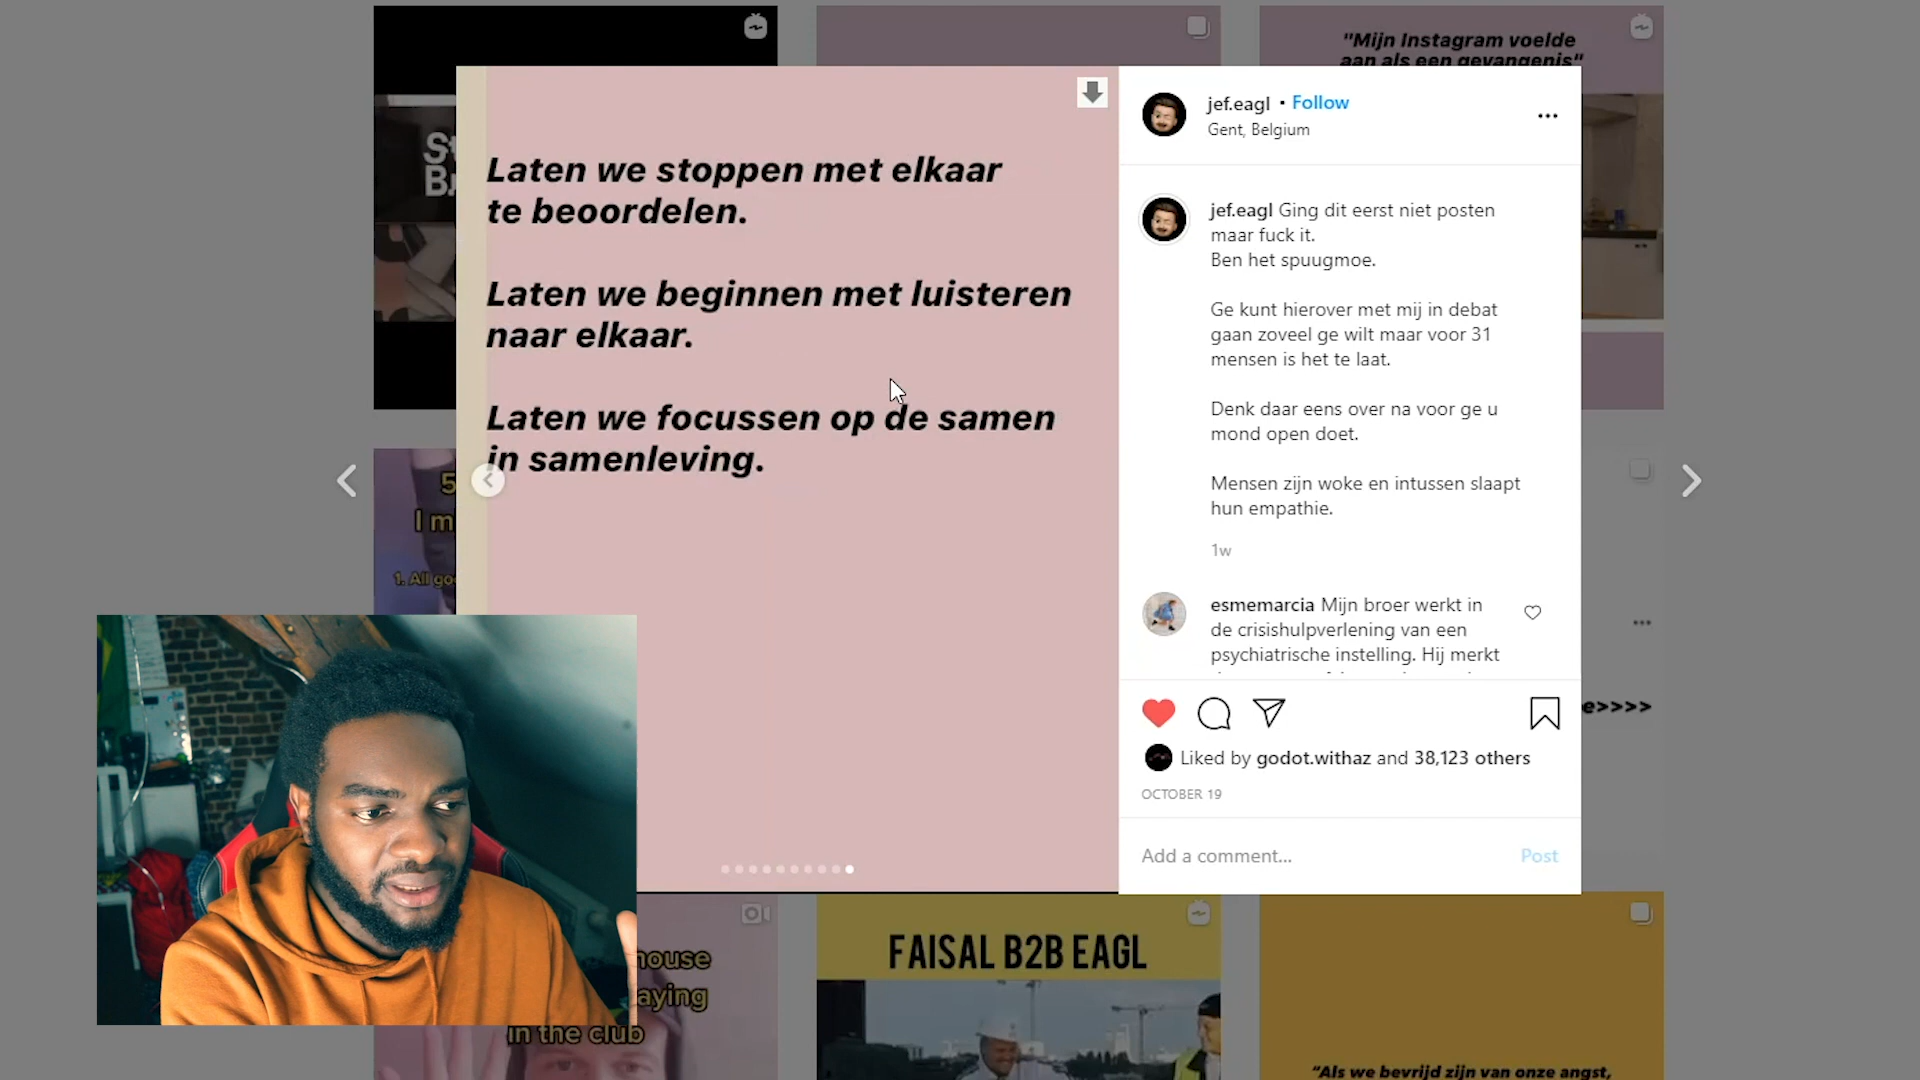 "Mijn Instagram voelde
aan als een gevangenis"
Laten we stoppen met elkaar
te beoordelen.
Laten we beginnen met luisteren
naar elkaar.
Laten we focussen op de samen
in samenleving.
jef.eagl • Follow
Gent, Belgium
jef.eagl Ging dit eerst niet posten
maar fuck it.
Ben het spuugmoe.
Ge kunt hierover met mij in debat
gaan zoveel ge wilt maar voor 31
mensen is het te laat.
Denk daar eens over na voor ge u
mond open doet.
Mensen zijn woke en intussen slaapt
hun empathie.
1w
esmemarcia Mijn broer werkt in
de crisishulpverlening van een
psychiatrische instelling. Hij merkt
Liked by godot.withaz and 38,123 others
OCTOBER 19
Add a comment... Post
5
I m
1. All go
e>>>>
house
aying
in the club
FAISAL B2B EAGL
"Als we bevrijd zijn van onze angst,